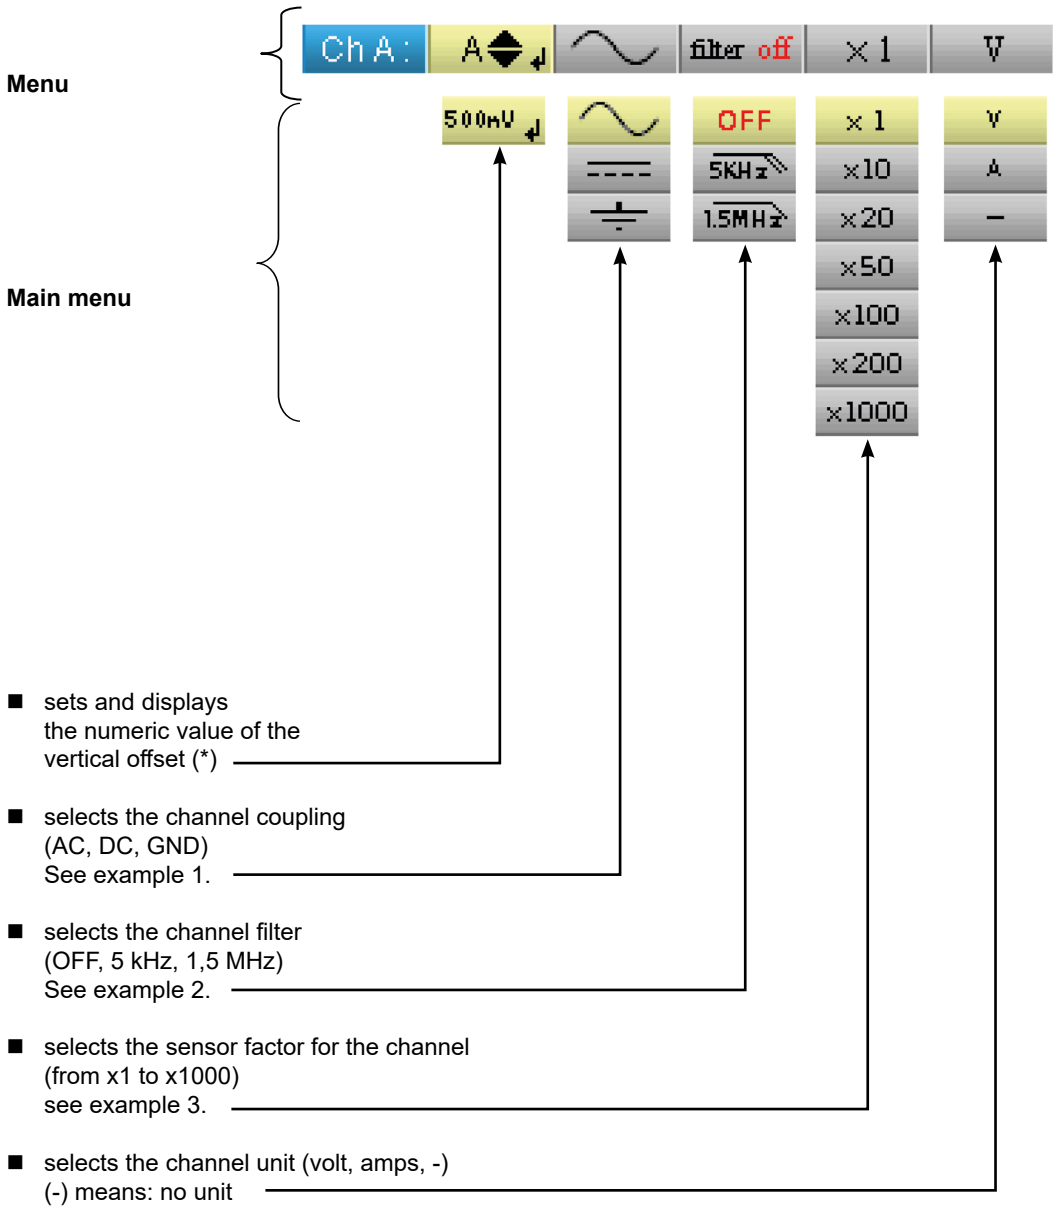 Menu
Ch A :
A
filter off
× 1
V
500mV
OFF
× 1
V
5KHz
×10
A
1.5MHz
×20
–
×50
Main menu
×100
×200
×1000
■ sets and displays
the numeric value of the
vertical offset (*)
■ selects the channel coupling
(AC, DC, GND)
See example 1.
■ selects the channel filter
(OFF, 5 kHz, 1,5 MHz)
See example 2.
■ selects the sensor factor for the channel
(from x1 to x1000)
see example 3.
■ selects the channel unit (volt, amps, -)
(-) means: no unit